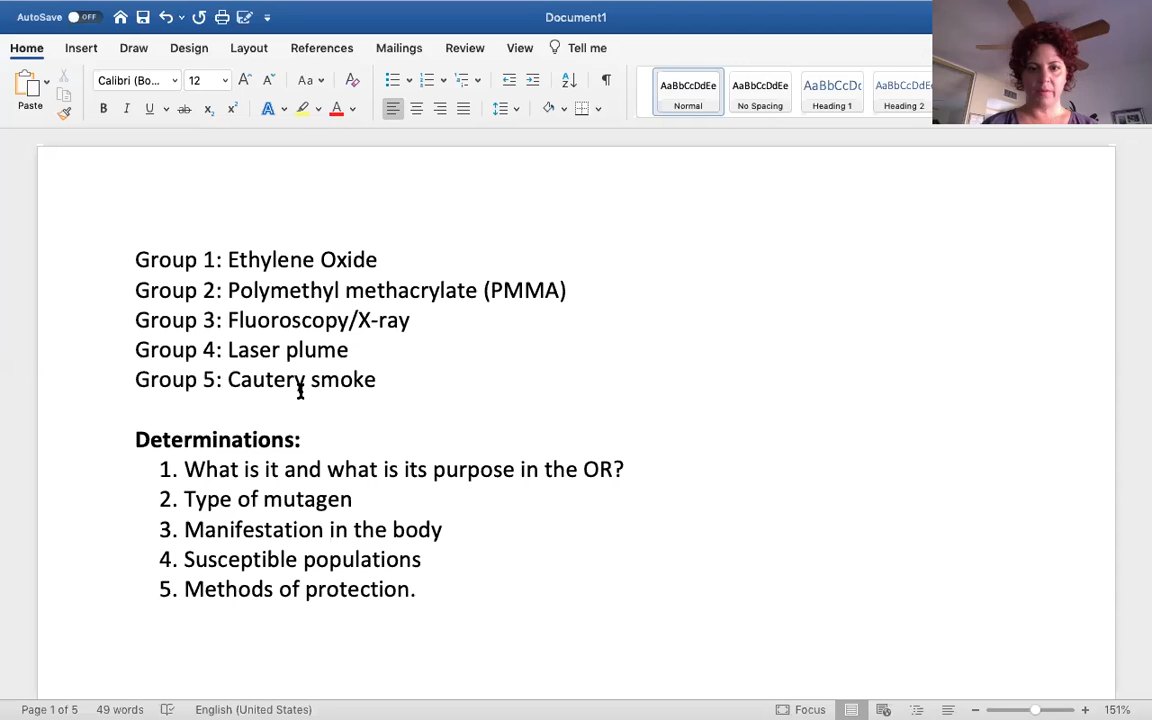 AutoSave OFF Document1
Home Insert Draw Design Layout References Mailings Review View Tell me
Paste Calibri (Bo... 12 Aa AaBbCcDdEe AaBbCcDdEe AaBbCcDc AaBbCcDdEe
Normal No Spacing Heading 1 Heading 2
Group 1: Ethylene Oxide
Group 2: Polymethyl methacrylate (PMMA)
Group 3: Fluoroscopy/X-ray
Group 4: Laser plume
Group 5: Cautery smoke
Determinations:
1. What is it and what is its purpose in the OR?
2. Type of mutagen
3. Manifestation in the body
4. Susceptible populations
5. Methods of protection.
Page 1 of 5 49 words English (United States) Focus 151%